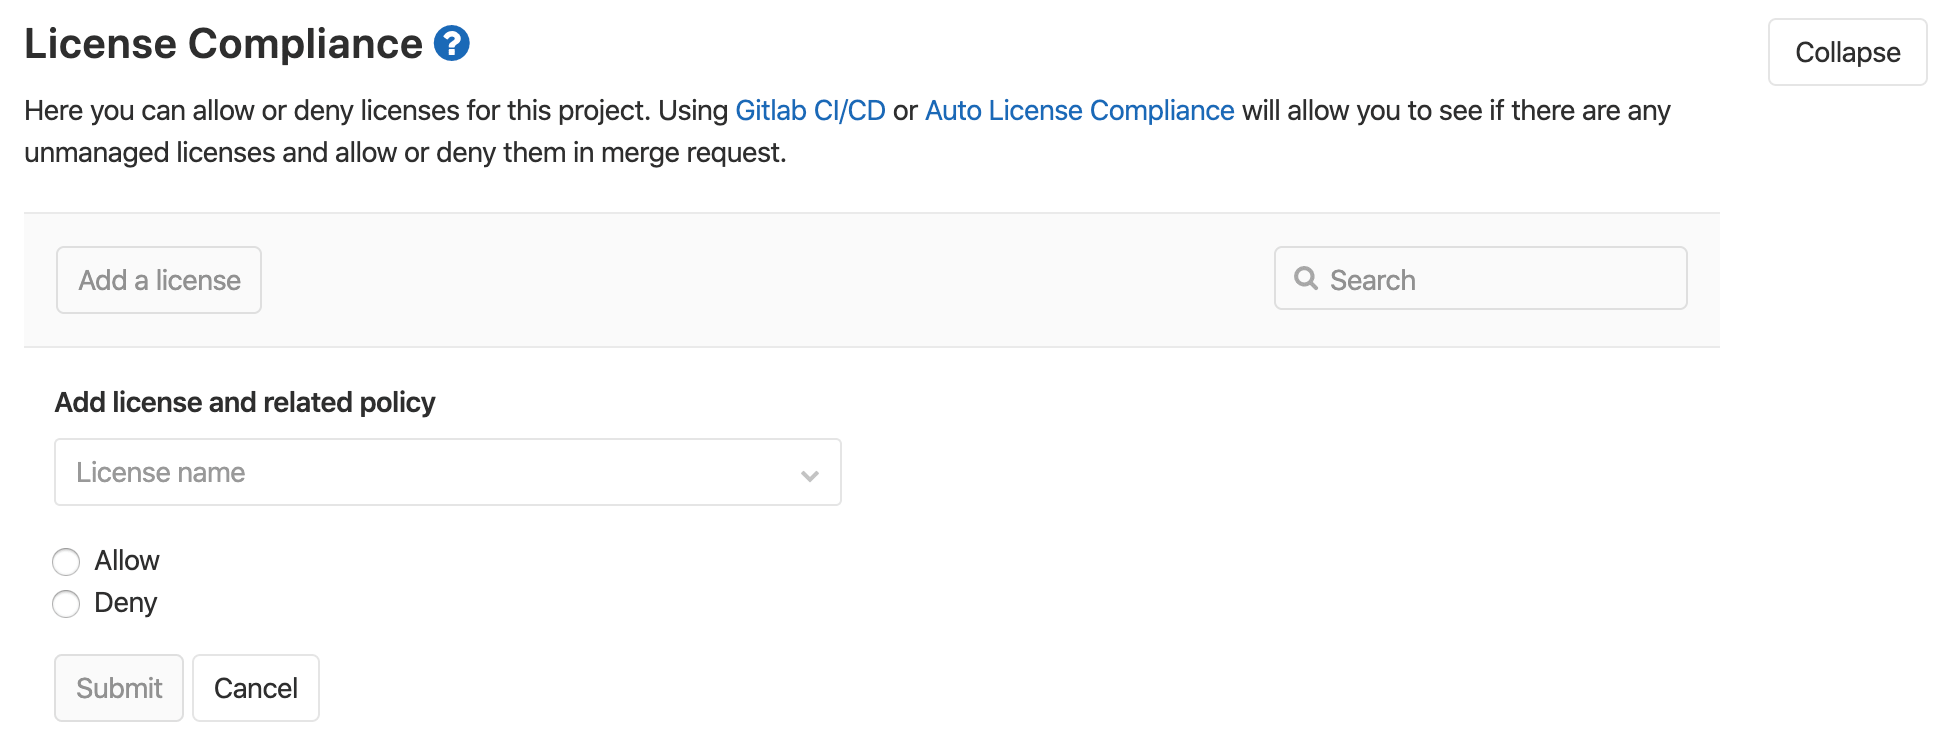 License Compliance ?
Collapse
Here you can allow or deny licenses for this project. Using Gitlab CI/CD or Auto License Compliance will allow you to see if there are any
unmanaged licenses and allow or deny them in merge request.
Add a license
Search
Add license and related policy
License name
Allow
Deny
Submit
Cancel